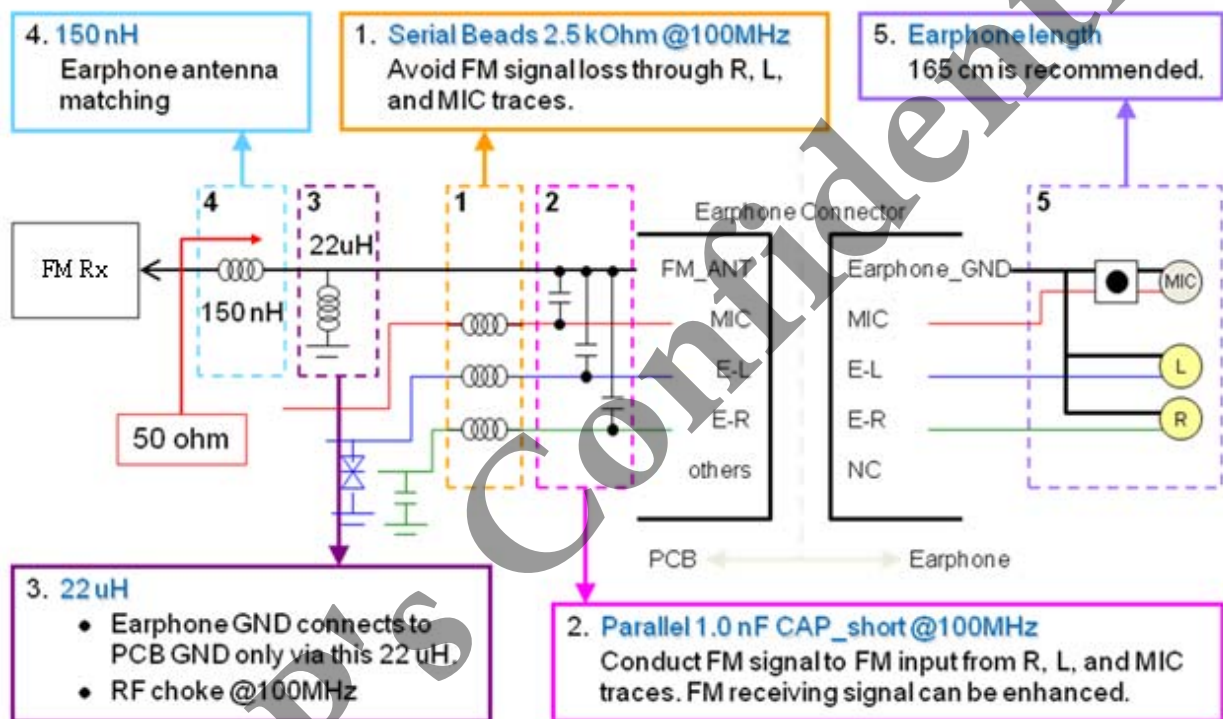 4. 150 nH
Earphone antenna
matching
1. Serial Beads 2.5 kOhm @100MHz
Avoid FM signal loss through R, L,
and MIC traces.
5. Earphone length
165 cm is recommended.
4
3
1
2
5
Earphone Connector
FM Rx
22uH
150 nH
50 ohm
FM_ANT
MIC
E-L
E-R
others
Earphone_GND
MIC
E-L
E-R
NC
MIC
L
R
PCB
Earphone
3. 22 uH
● Earphone GND connects to
PCB GND only via this 22 uH.
● RF choke @100MHz
2. Parallel 1.0 nF CAP_short @100MHz
Conduct FM signal to FM input from R, L, and MIC
traces. FM receiving signal can be enhanced.